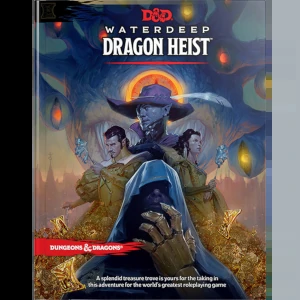 D&D
WATERDEEP
DRAGON HEIST™
DUNGEONS & DRAGONS®
A splendid treasure trove is yours for the taking in
this adventure for the world's greatest roleplaying game